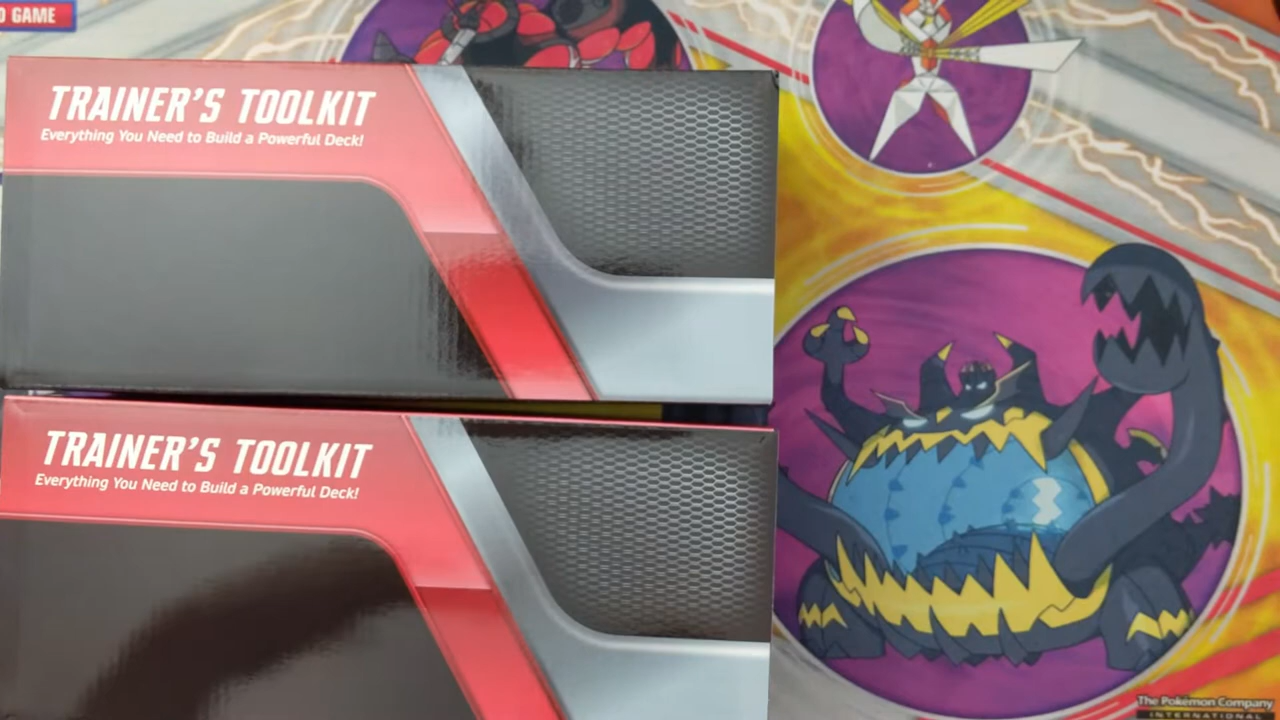 GAME
TRAINER'S TOOLKIT
Everything You Need to Build a Powerful Deck!
TRAINER'S TOOLKIT
Everything You Need to Build a Powerful Deck!
The Pokémon Company
INTERNATIONAL